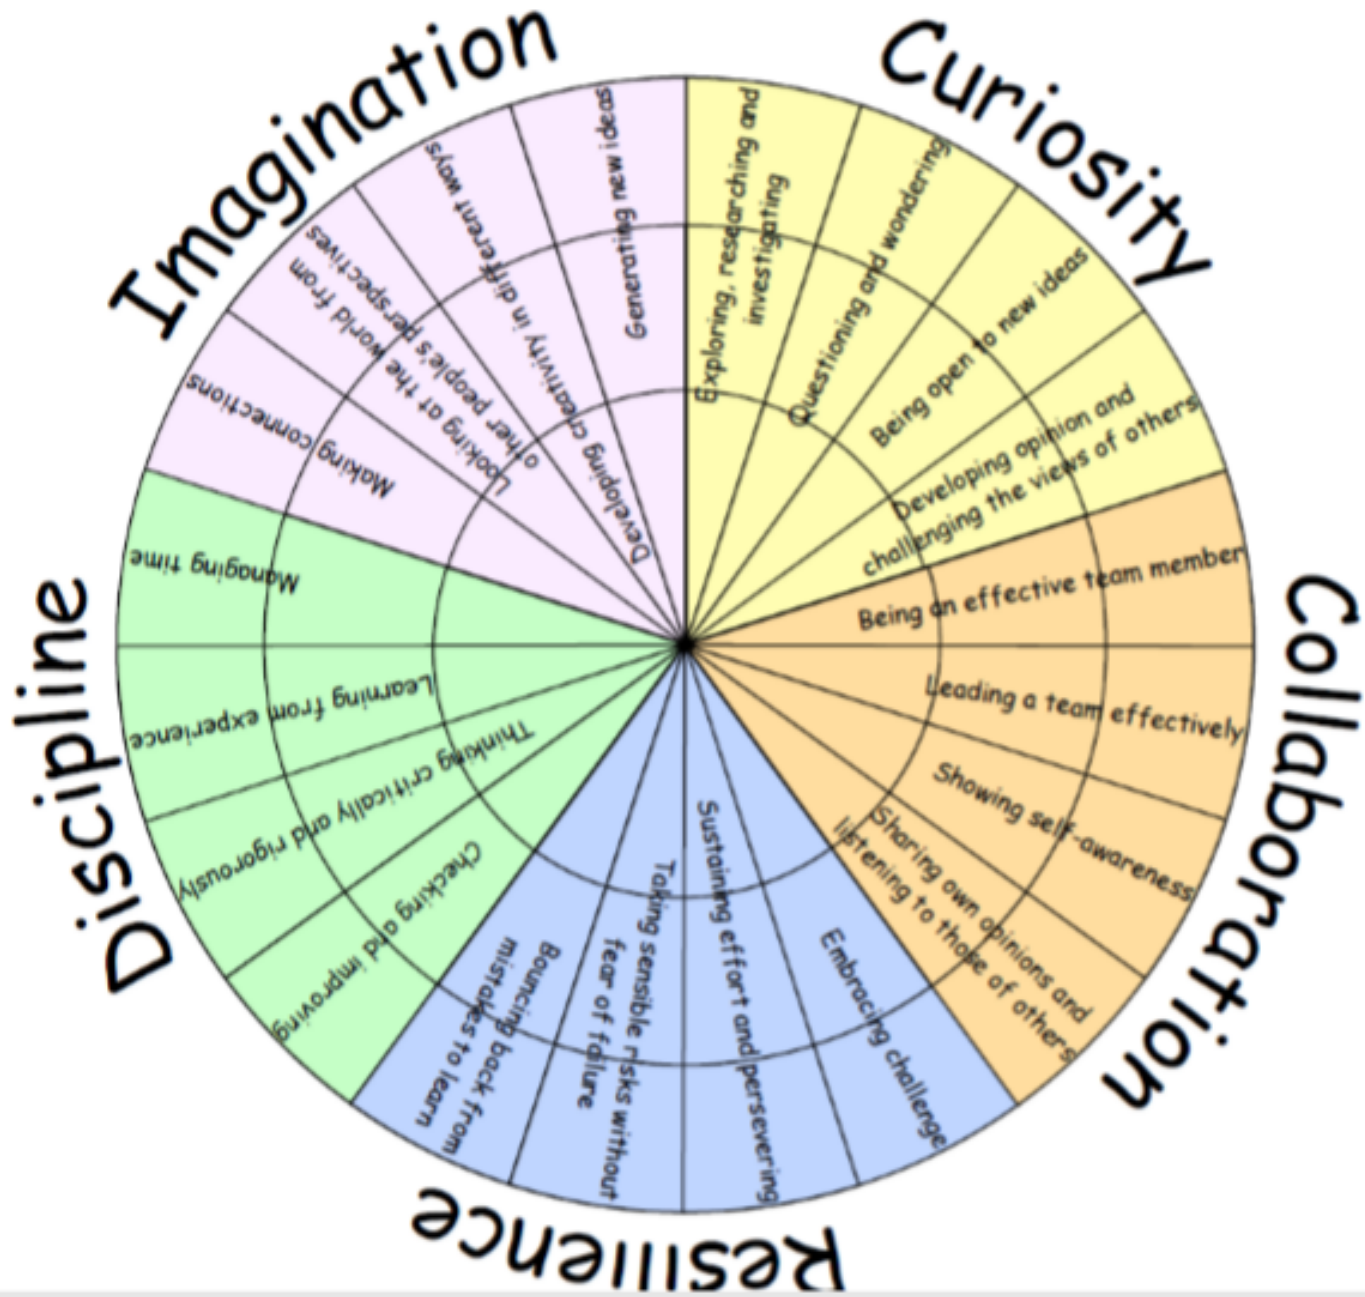 Curiosity
Exploring, researching and
investigating
Questioning and wondering
Being open to new ideas
Developing opinion and
challenging the views of others
Collaboration
Being an effective team member
Leading a team effectively
Showing self-awareness
Sharing own opinions and
listening to those of others
Resilience
Embracing challenge
Sustaining effort and persevering
Taking sensible risks without
fear of failure
Bouncing back from
mistakes to learn
Discipline
Checking and improving
Thinking critically and rigorously
Learning from experience
Managing time
Imagination
Making connections
Looking at the world from
other people's perspectives
Developing creativity in different ways
Generating new ideas